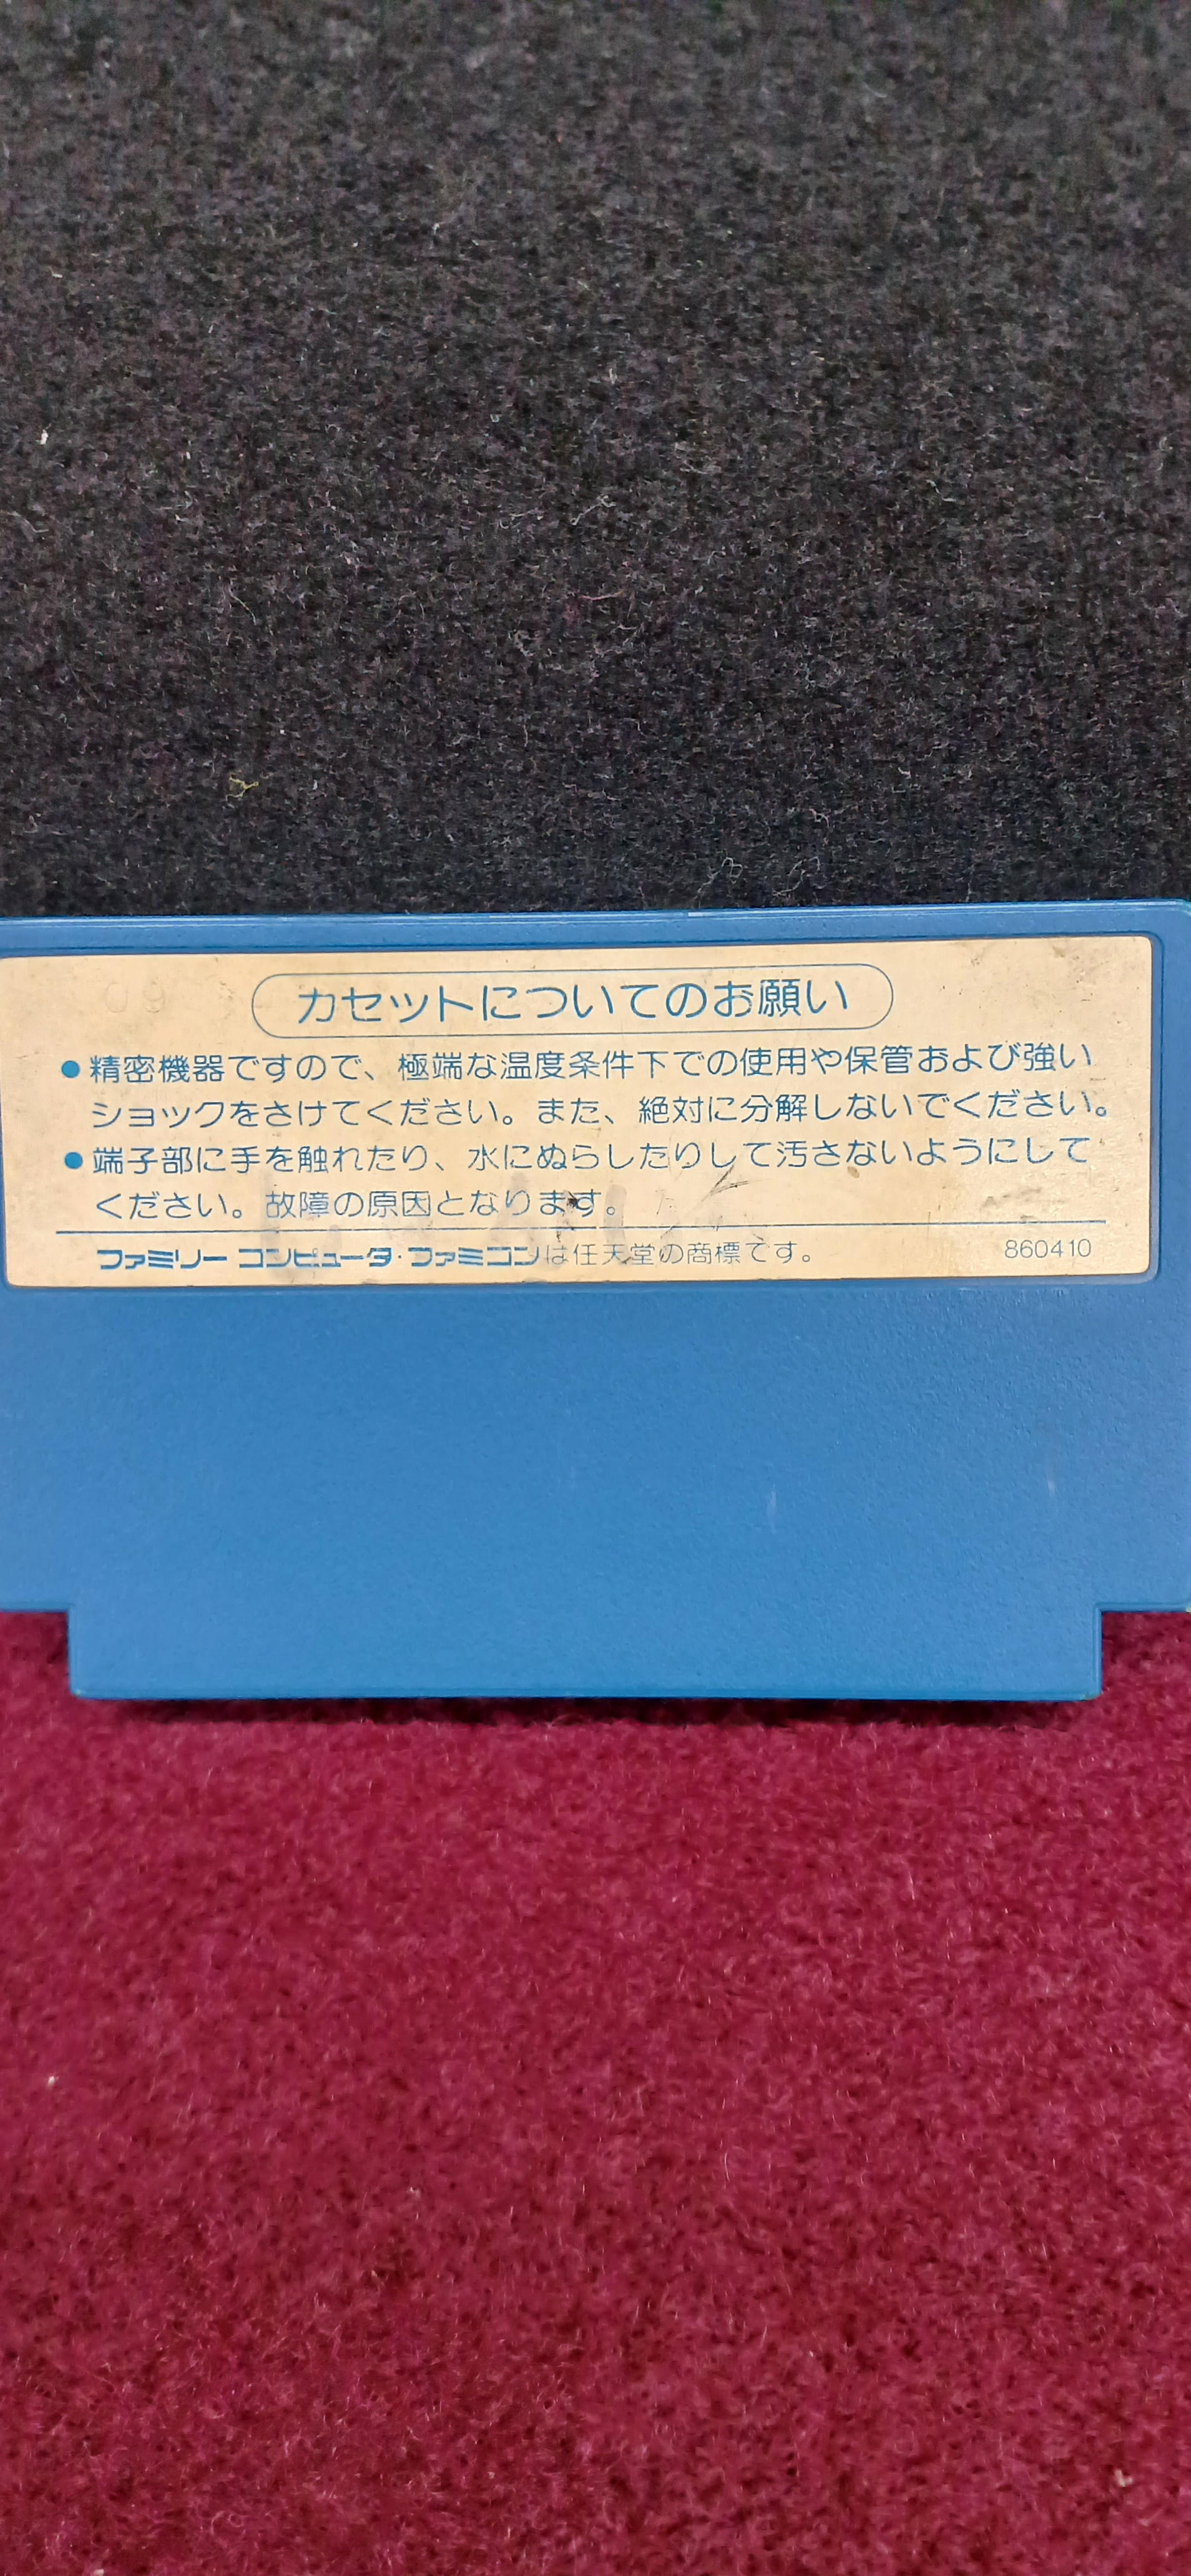 カセットについてのお願い
●精密機器ですので、極端な温度条件下での使用や保管および強い
ショックをさけてください。また、絶対に分解しないでください。
●端子部に手を触れたり、水にぬらしたりして汚さないようにして
ください。故障の原因となります。
ファミリー コンピュータ・ファミコンは任天堂の商標です。 860410